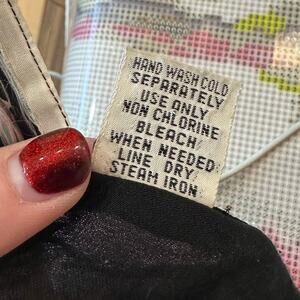 HAND WASH COLD
SEPARATELY
USE ONLY
NON CHLORINE
BLEACH
WHEN NEEDED
LINE DRY
STEAM IRON